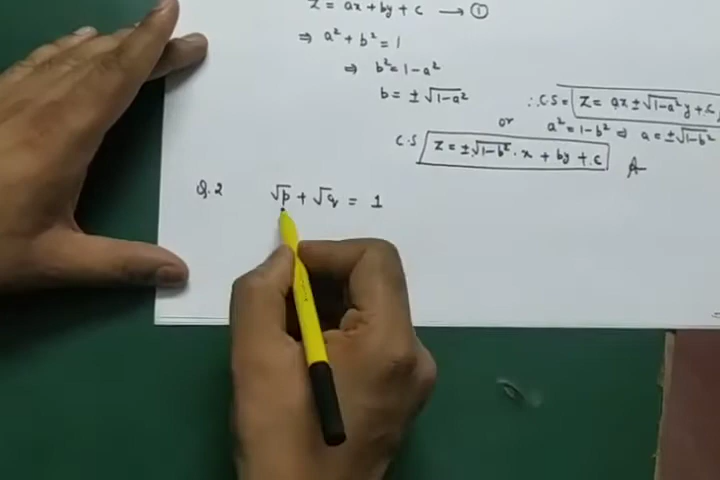 z = ax + by + c → ①
⇒ a² + b² = 1
⇒ b² = 1 - a²
b = ± √1-a²
∴ C.S = z = ax ± √1-a² y + c
or a² = 1 - b² ⇒ a = ± √1-b²
C.S z = ± √1-b² . x + by + c
Q.2 √p + √q = 1